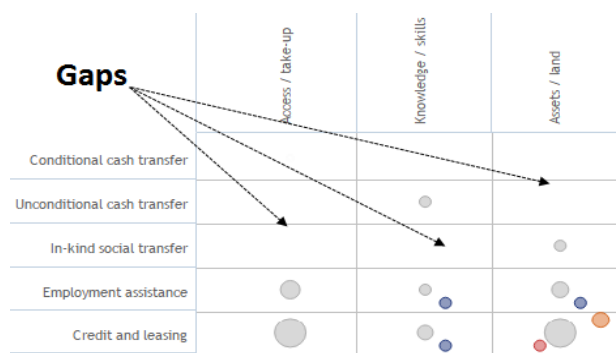 Gaps
Access / take-up
Knowledge / skills
Assets / land
Conditional cash transfer
Unconditional cash transfer
In-kind social transfer
Employment assistance
Credit and leasing